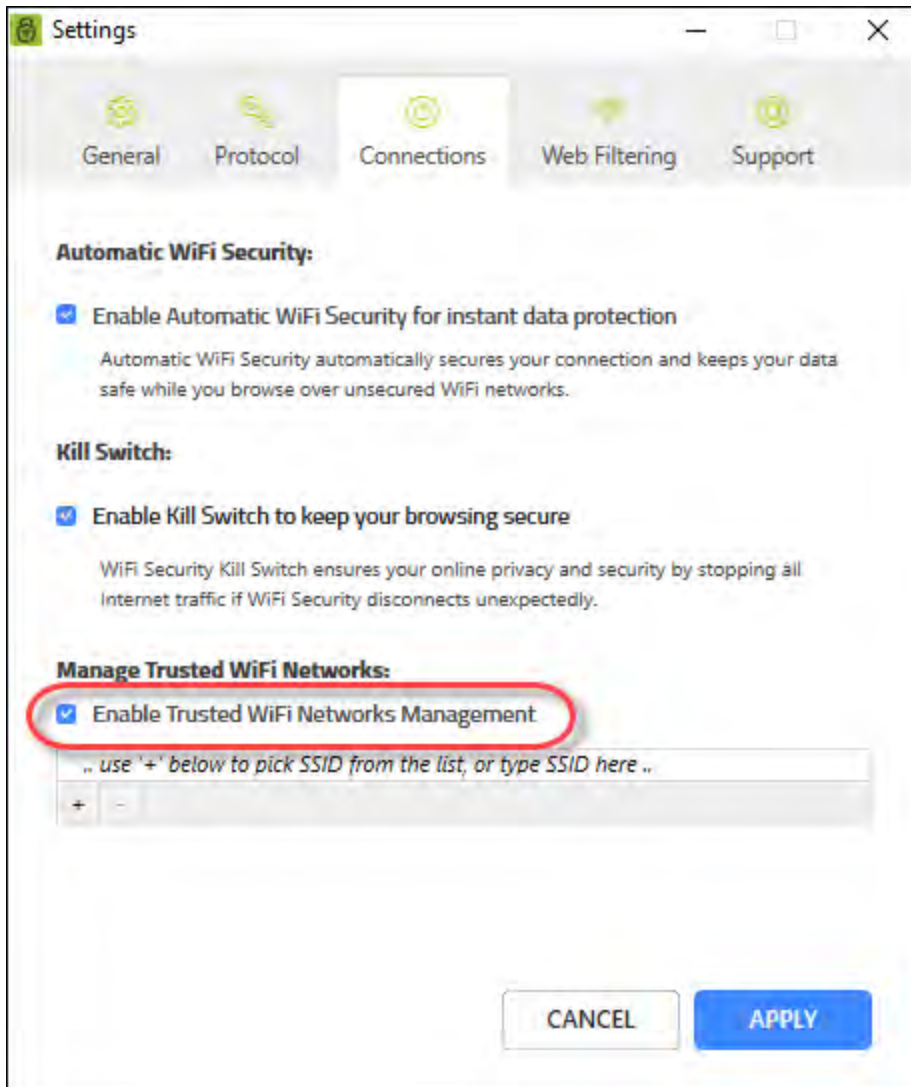 Settings
General Protocol Connections Web Filtering Support
Automatic WiFi Security:
Enable Automatic WiFi Security for instant data protection
Automatic WiFi Security automatically secures your connection and keeps your data
safe while you browse over unsecured WiFi networks.
Kill Switch:
Enable Kill Switch to keep your browsing secure
WiFi Security Kill Switch ensures your online privacy and security by stopping all
Internet traffic if WiFi Security disconnects unexpectedly.
Manage Trusted WiFi Networks:
Enable Trusted WiFi Networks Management
.. use '+' below to pick SSID from the list, or type SSID here ..
+ -
CANCEL APPLY